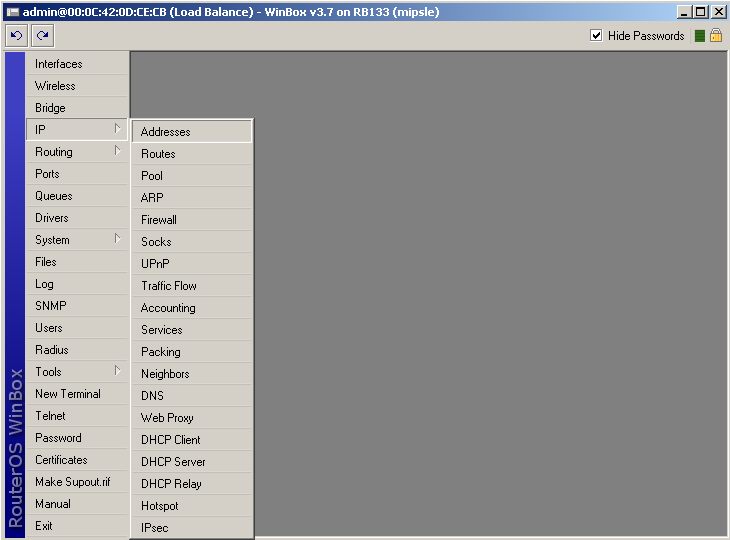 admin@00:0C:42:0D:CE:CB (Load Balance) - WinBox v3.7 on RB133 (mipsle)
Hide Passwords
Interfaces
Wireless
Bridge
IP
Routing
Ports
Queues
Drivers
System
Files
Log
SNMP
Users
Radius
Tools
New Terminal
Telnet
Password
Certificates
Make Supout.rif
Manual
Exit
Addresses
Routes
Pool
ARP
Firewall
Socks
UPnP
Traffic Flow
Accounting
Services
Packing
Neighbors
DNS
Web Proxy
DHCP Client
DHCP Server
DHCP Relay
Hotspot
IPsec
RouterOS WinBox